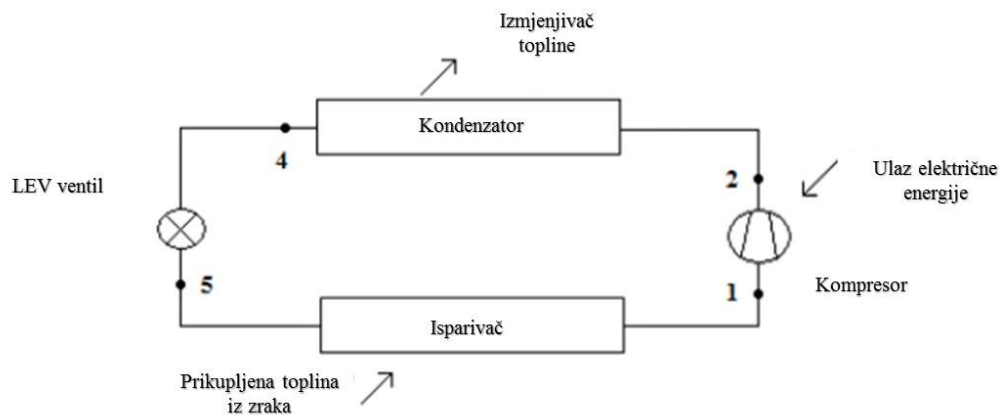 Izmjenjivač
topline
Kondenzator
4
2
Ulaz električne
energije
LEV ventil
5
1
Kompresor
Isparivač
Prikupljena toplina
iz zraka